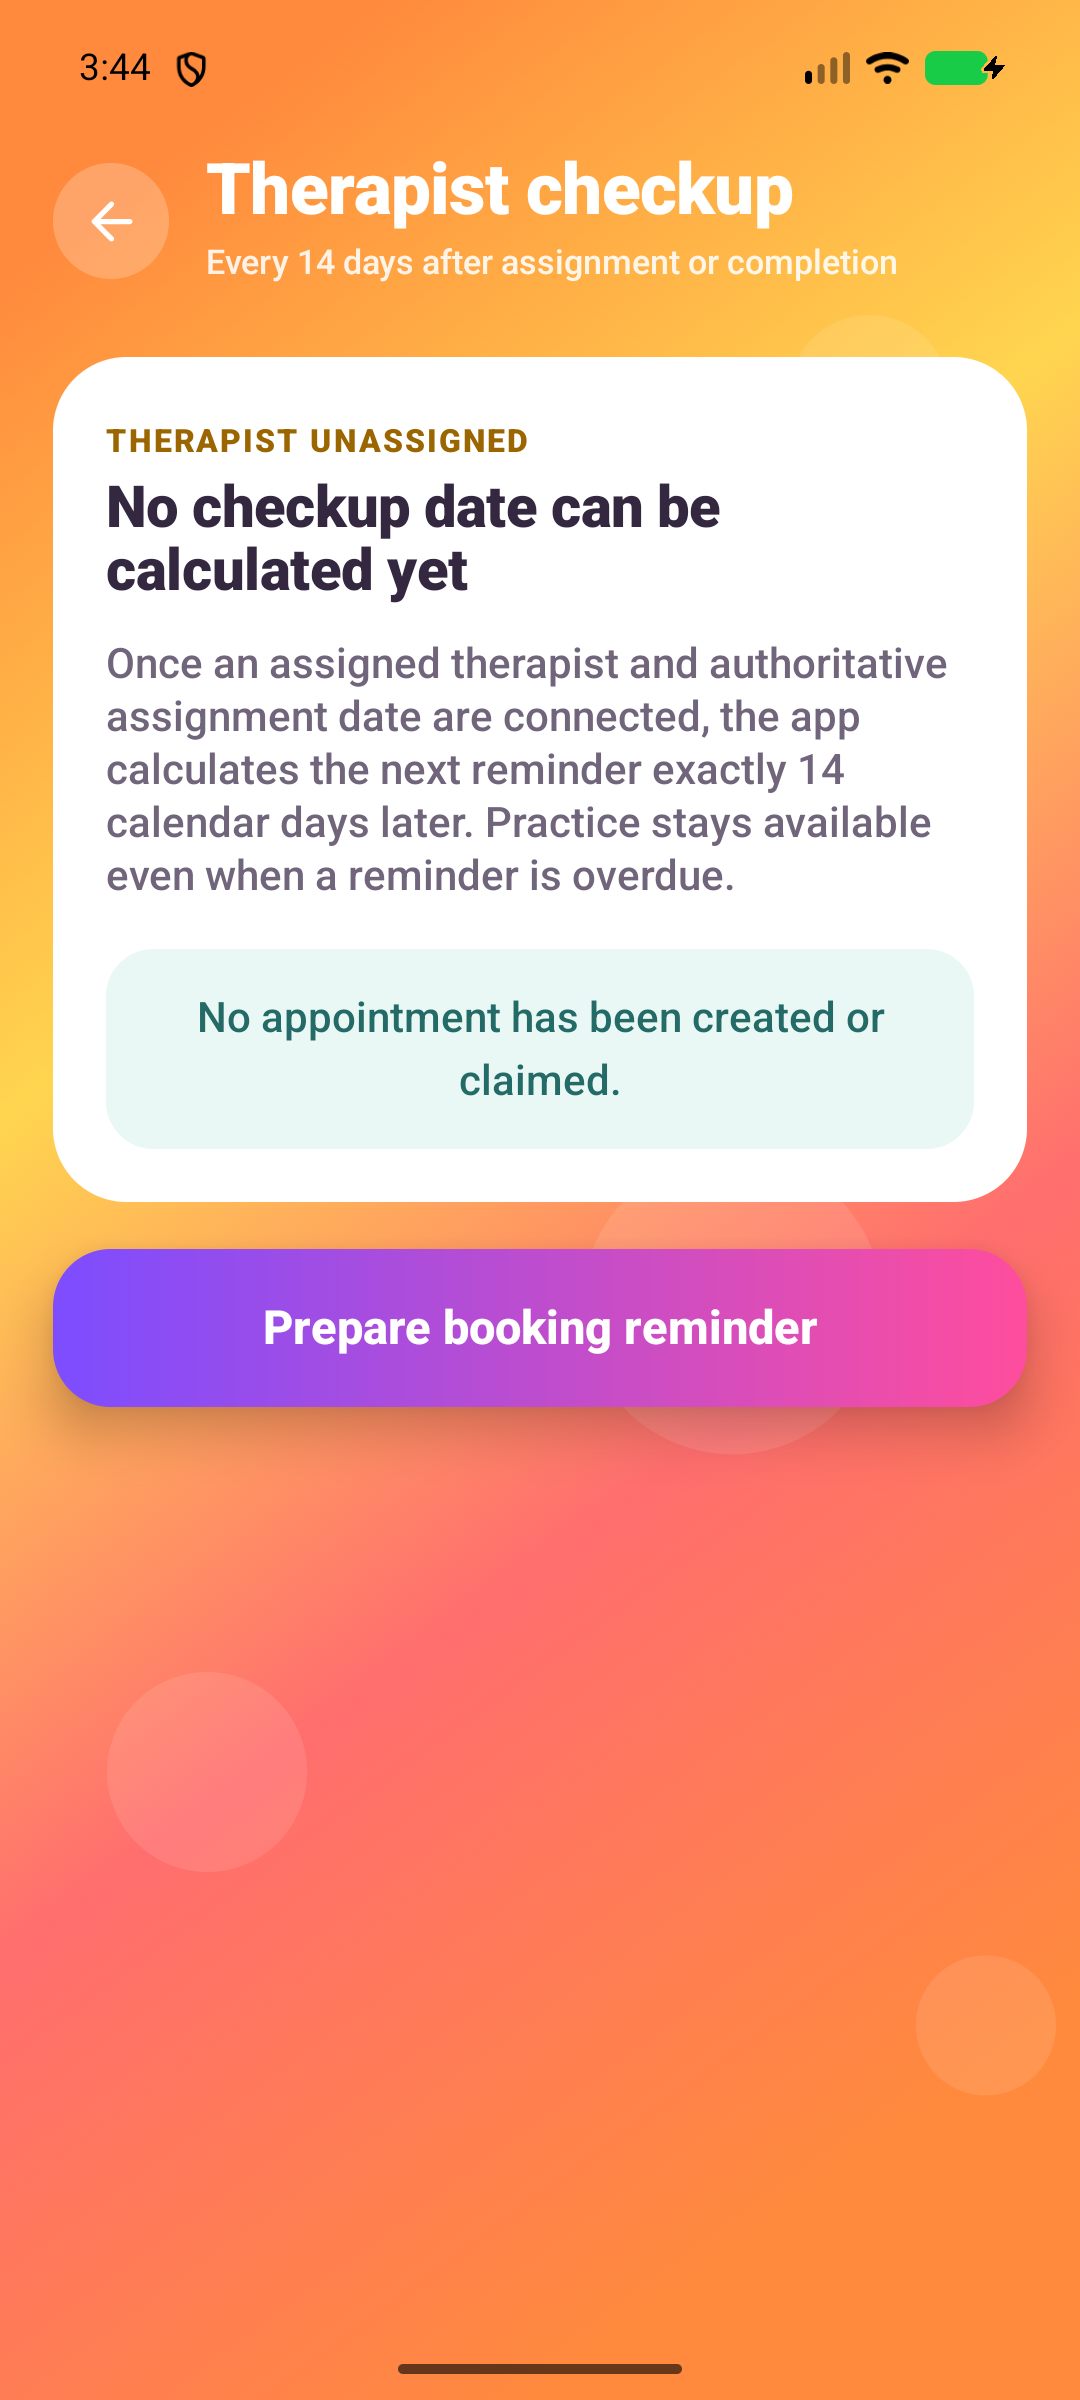 3:44
Therapist checkup
Every 14 days after assignment or completion
THERAPIST UNASSIGNED
No checkup date can be
calculated yet
Once an assigned therapist and authoritative
assignment date are connected, the app
calculates the next reminder exactly 14
calendar days later. Practice stays available
even when a reminder is overdue.
No appointment has been created or
claimed.
Prepare booking reminder